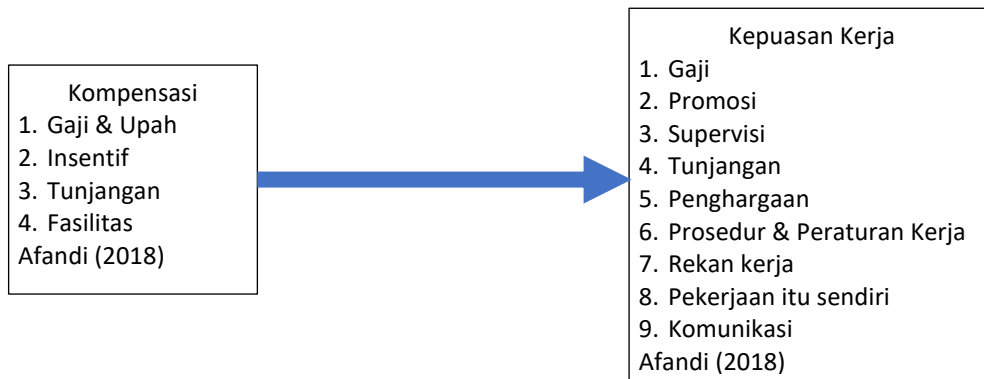 Kompensasi
1. Gaji & Upah
2. Insentif
3. Tunjangan
4. Fasilitas
Afandi (2018)
Kepuasan Kerja
1. Gaji
2. Promosi
3. Supervisi
4. Tunjangan
5. Penghargaan
6. Prosedur & Peraturan Kerja
7. Rekan kerja
8. Pekerjaan itu sendiri
9. Komunikasi
Afandi (2018)